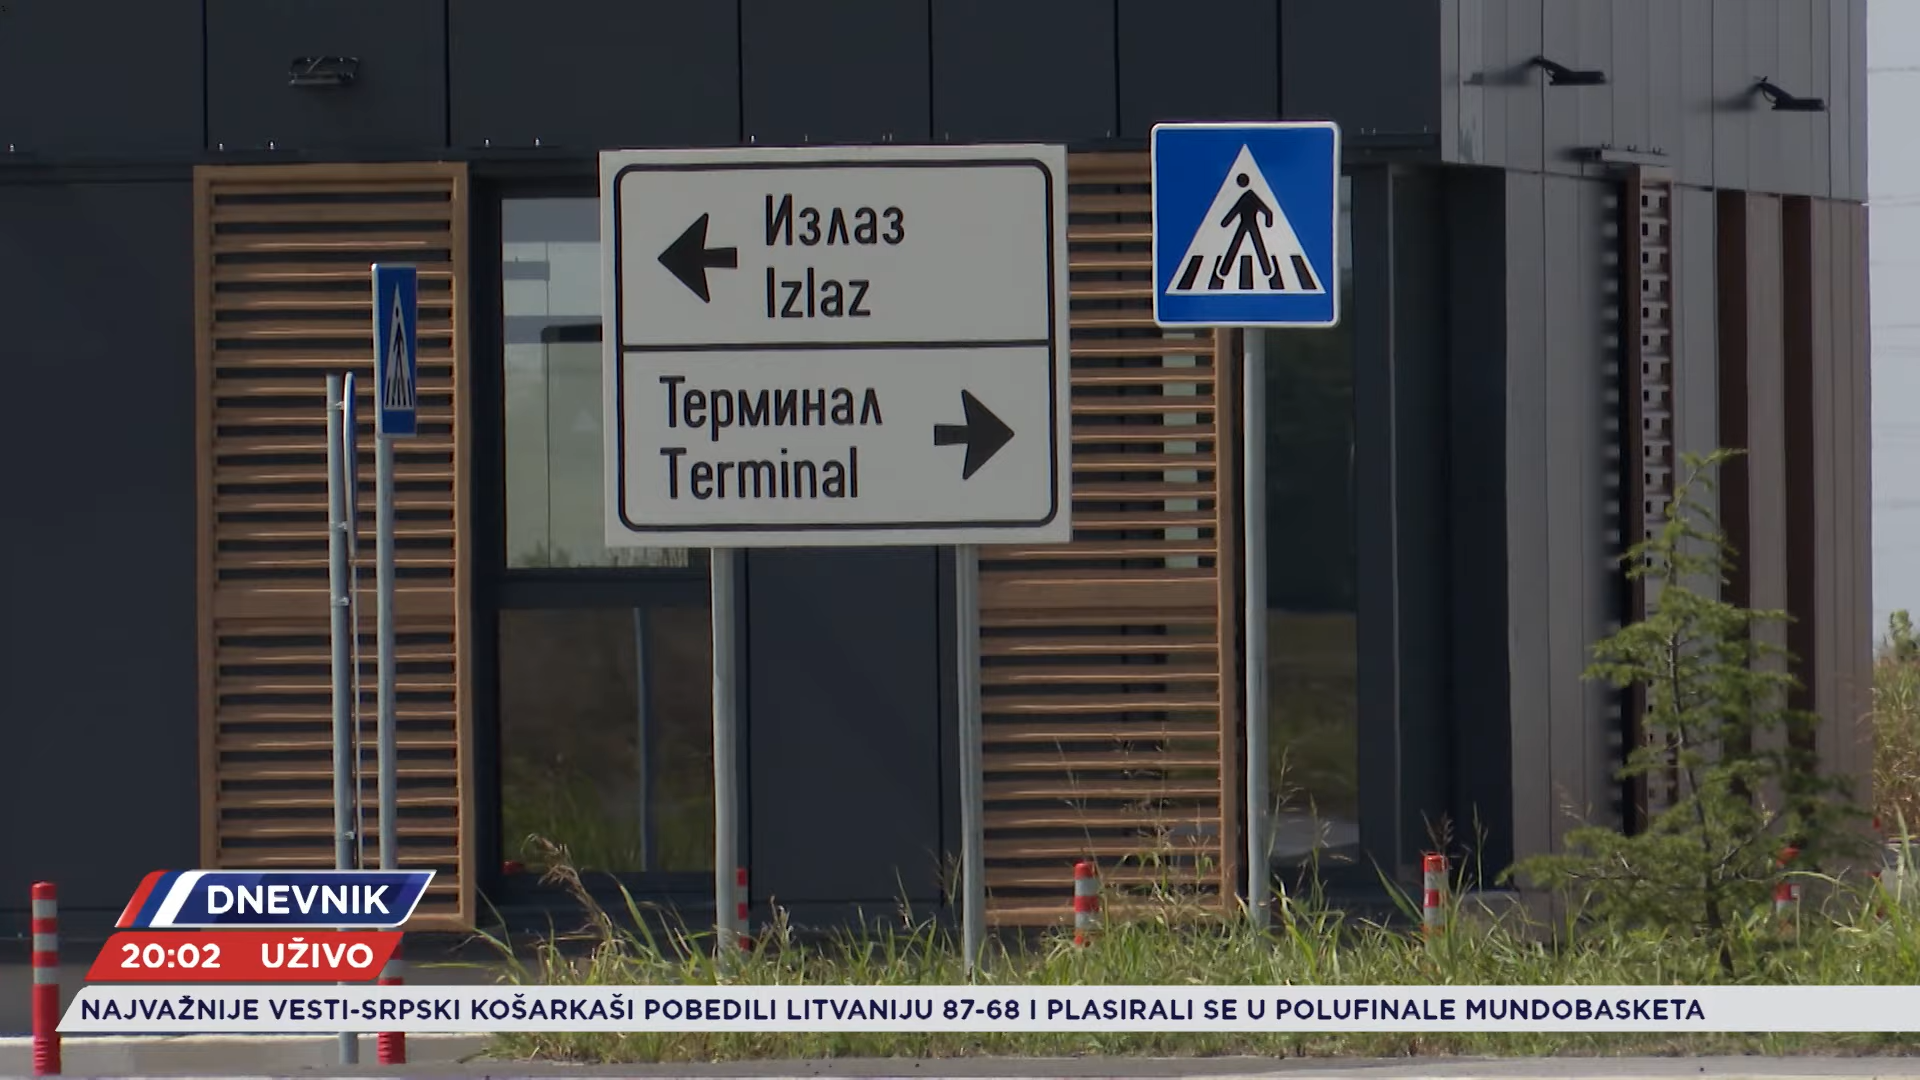 Излаз
Izlaz
Терминал
Terminal
DNEVNIK
20:02 UŽIVO
NAJVAŽNIJE VESTI-SRPSKI KOŠARKAŠI POBEDILI LITVANIJU 87-68 I PLASIRALI SE U POLUFINALE MUNDOBASKETA